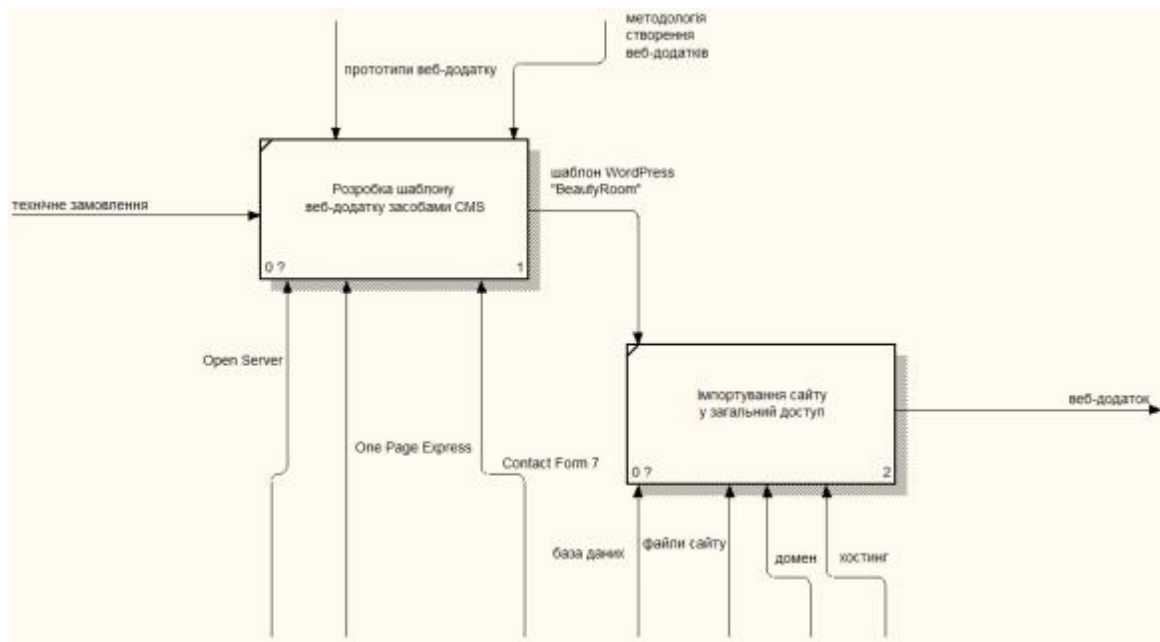 методологія
створення
веб-додатків
прототипи веб-додатку
шаблон WordPress
"BeautyRoom"
Розробка шаблону
веб-додатку засобами CMS
технічне замовлення
0 ?
1
Open Server
One Page Express
Contact Form 7
Імпортування сайту
у загальний доступ
веб-додаток
0 ?
2
база даних
файли сайту
домен
хостинг